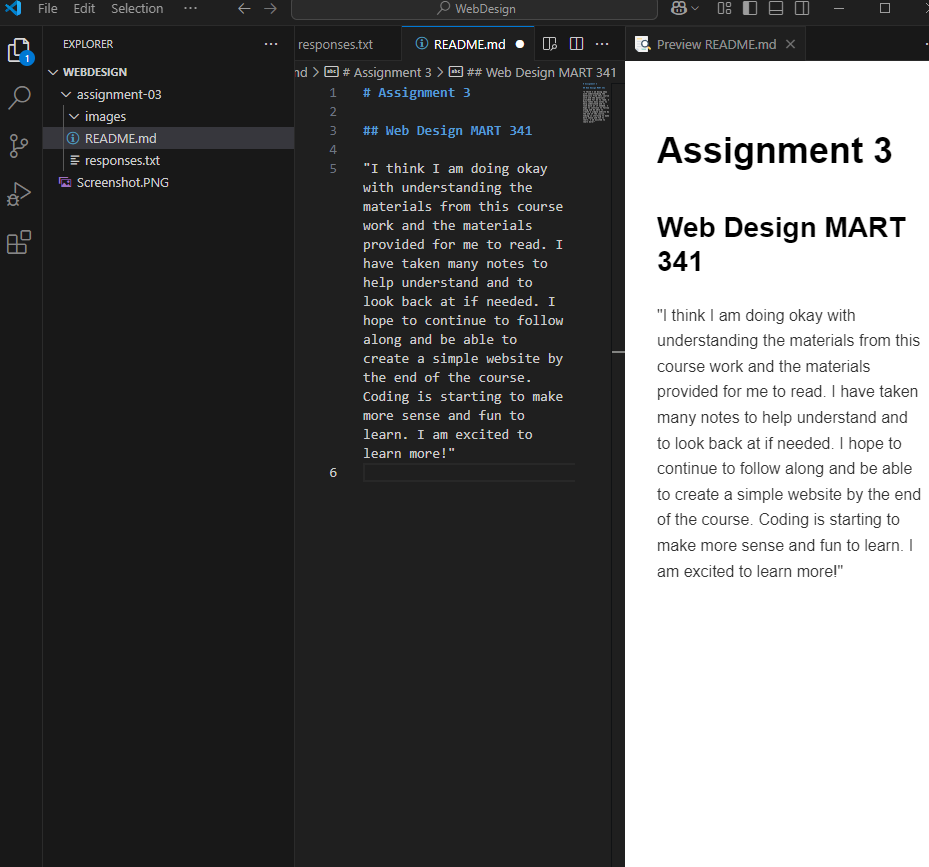 File Edit Selection ··· WebDesign
EXPLORER ···
1
WEBDESIGN
assignment-03
images
README.md
responses.txt
Screenshot.PNG
responses.txt README.md ···
nd > # Assignment 3 > ## Web Design MART 341
1 # Assignment 3
2
3 ## Web Design MART 341
4
5 "I think I am doing okay
with understanding the
materials from this course
work and the materials
provided for me to read. I
have taken many notes to
help understand and to
look back at if needed. I
hope to continue to follow
along and be able to
create a simple website by
the end of the course.
Coding is starting to make
more sense and fun to
learn. I am excited to
learn more!"
6
Preview README.md
Assignment 3
Web Design MART
341
"I think I am doing okay with
understanding the materials from this
course work and the materials
provided for me to read. I have taken
many notes to help understand and
to look back at if needed. I hope to
continue to follow along and be able
to create a simple website by the end
of the course. Coding is starting to
make more sense and fun to learn. I
am excited to learn more!"